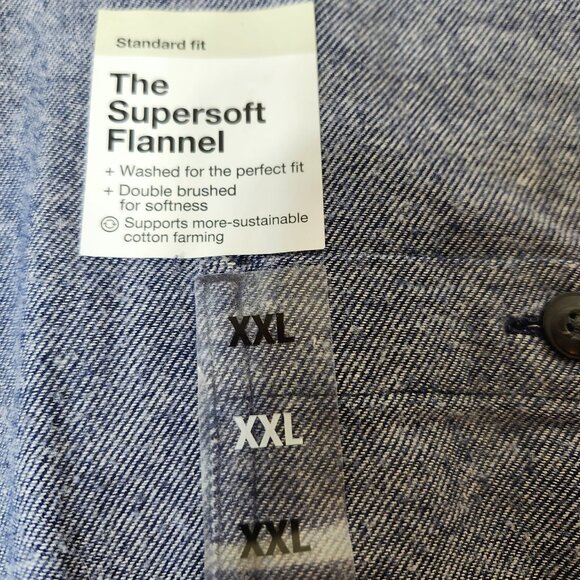 Standard fit
The
Supersoft
Flannel
+ Washed for the perfect fit
+ Double brushed
for softness
Supports more-sustainable
cotton farming
XXL
XXL
XXL